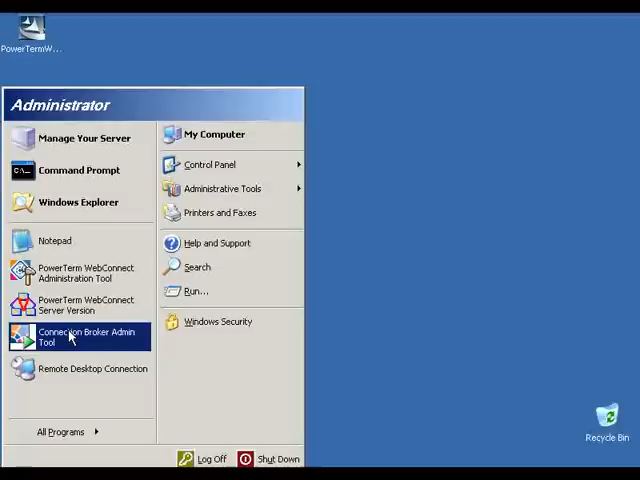 PowerTermW...
Administrator
Manage Your Server
My Computer
Command Prompt
Control Panel
Administrative Tools
Windows Explorer
Printers and Faxes
Notepad
Help and Support
PowerTerm WebConnect
Administration Tool
Search
Run...
PowerTerm WebConnect
Server Version
Windows Security
Connection Broker Admin
Tool
Remote Desktop Connection
All Programs
Log Off
Shut Down
Recycle Bin